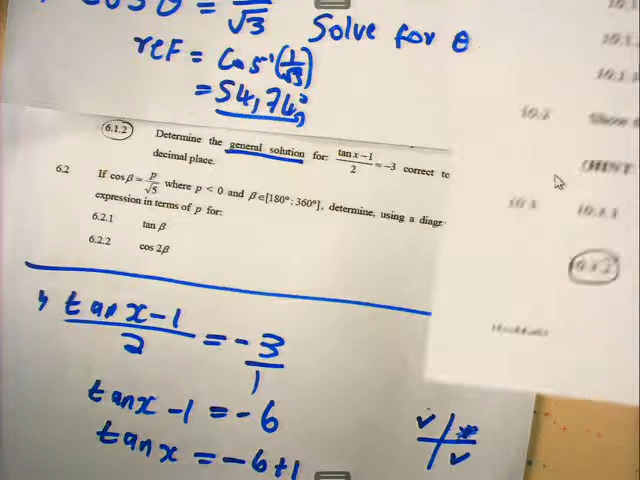 cos θ = /√3 Solve for θ
ref = Cos⁻¹(1/√3)
= 54,74°
6.1.2 Determine the general solution for: (tan x − 1)/2 = −3 correct to
decimal place.
6.2 If cos β = p/√5 where p < 0 and β ∈ [180° ; 360°], determine, using a diagr
expression in terms of p for:
6.2.1 tan β
6.2.2 cos 2β
(tan x − 1)/2 = −3/1
tan x − 1 = −6
tan x = −6 + 1